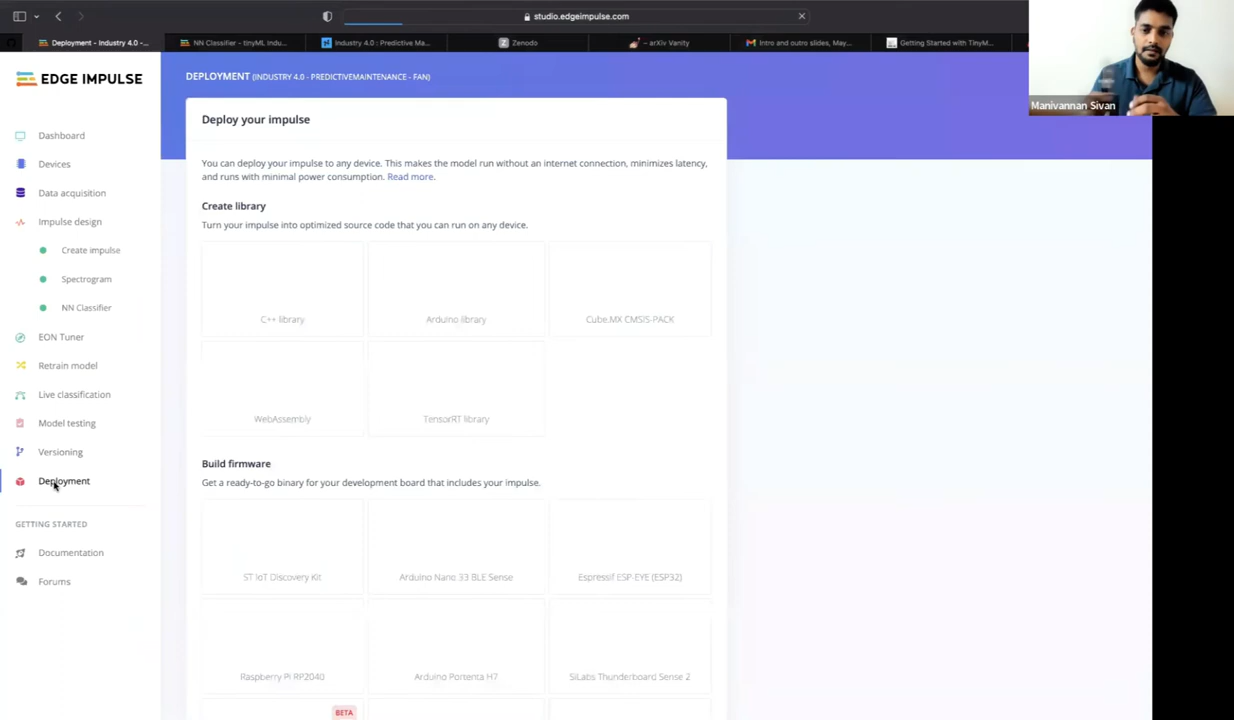 studio.edgeimpulse.com
Deployment - Industry 4.0 -...
NN Classifier - tinyML Indu...
Industry 4.0 : Predictive Ma...
Zenodo
– arXiv Vanity
Intro and outro slides, May...
Getting Started with TinyM...
Manivannan Sivan
EDGE IMPULSE
Dashboard
Devices
Data acquisition
Impulse design
Create impulse
Spectrogram
NN Classifier
EON Tuner
Retrain model
Live classification
Model testing
Versioning
Deployment
GETTING STARTED
Documentation
Forums
DEPLOYMENT (INDUSTRY 4.0 - PREDICTIVEMAINTENANCE - FAN)
Deploy your impulse
You can deploy your impulse to any device. This makes the model run without an internet connection, minimizes latency,
and runs with minimal power consumption. Read more.
Create library
Turn your impulse into optimized source code that you can run on any device.
C++ library
Arduino library
Cube.MX CMSIS-PACK
WebAssembly
TensorRT library
Build firmware
Get a ready-to-go binary for your development board that includes your impulse.
ST IoT Discovery Kit
Arduino Nano 33 BLE Sense
Espressif ESP-EYE (ESP32)
Raspberry Pi RP2040
Arduino Portenta H7
SiLabs Thunderboard Sense 2
BETA